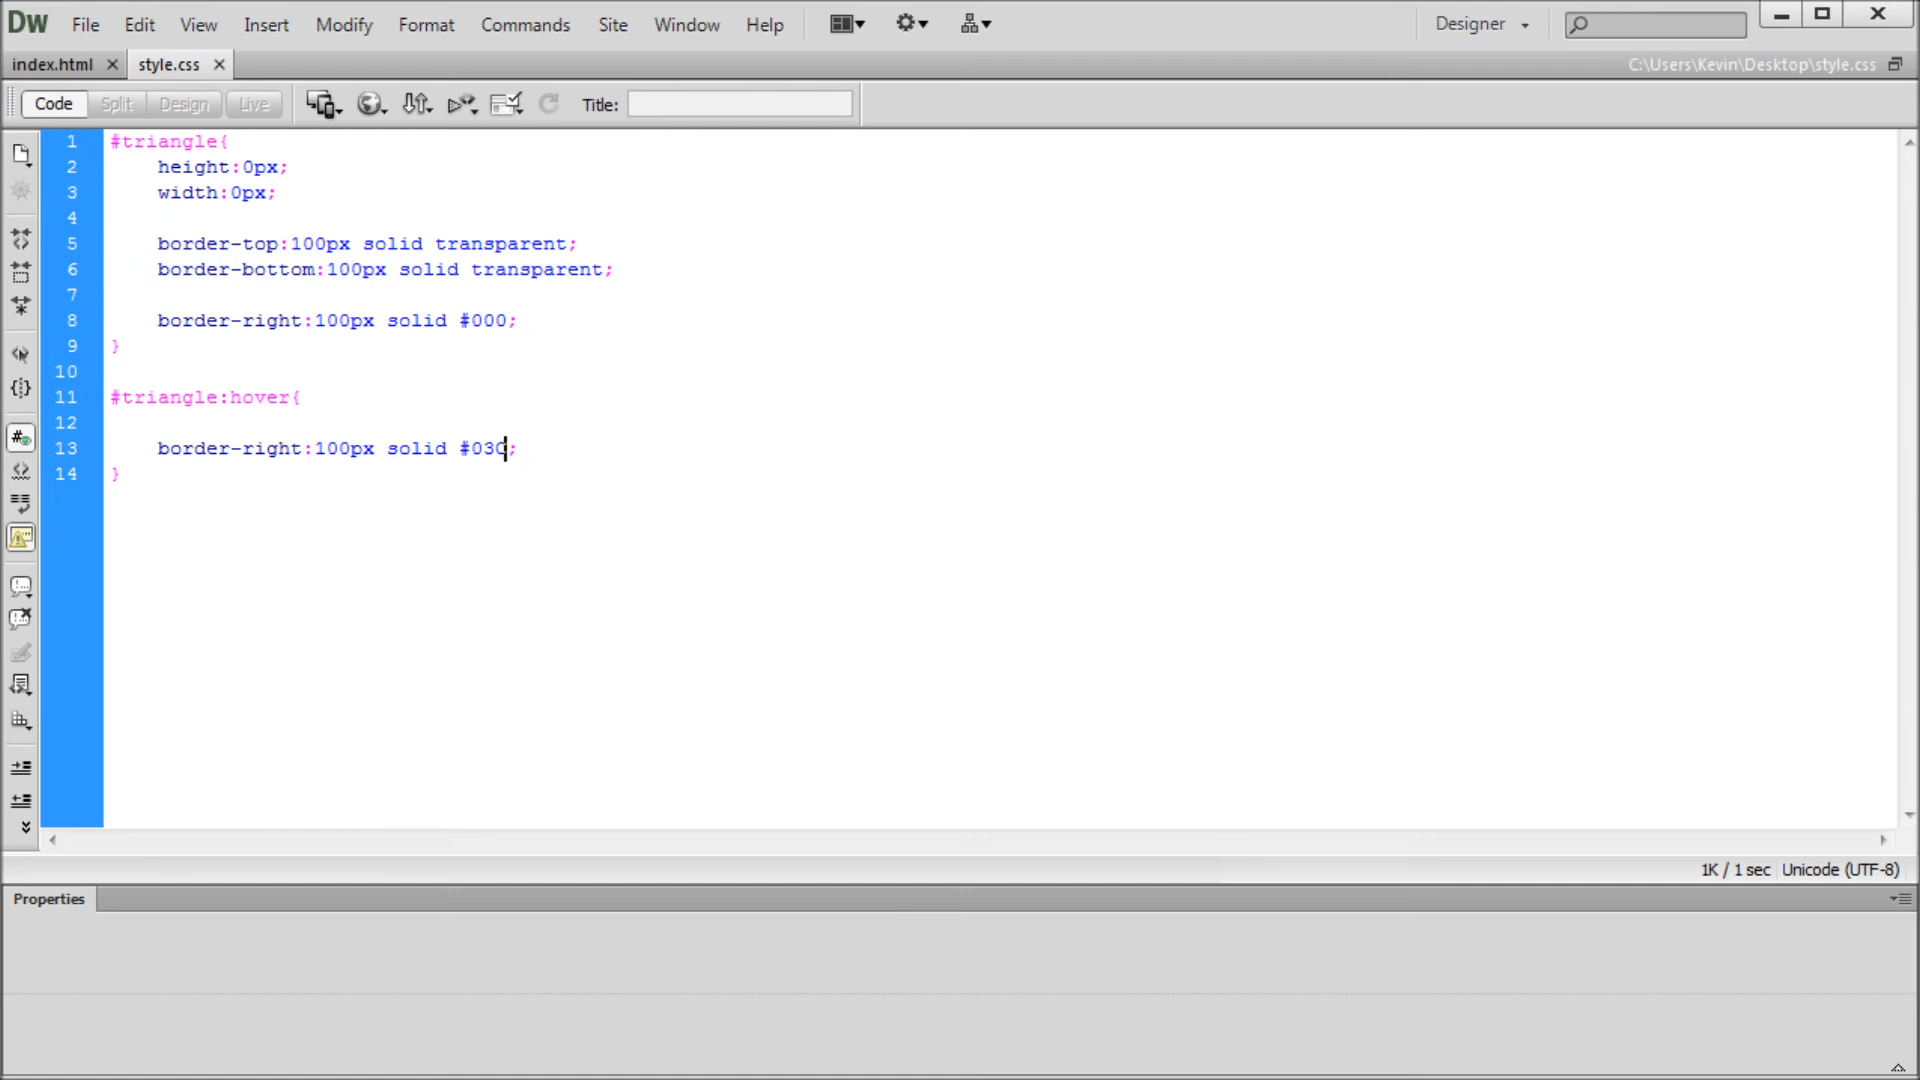 DW File Edit View Insert Modify Format Commands Site Window Help Designer
index.html style.css C:\Users\Kevin\Desktop\style.css
Code Split Design Live Title:
1 #triangle{
2 height:0px;
3 width:0px;
4
5 border-top:100px solid transparent;
6 border-bottom:100px solid transparent;
7
8 border-right:100px solid #000;
9 }
10
11 #triangle:hover{
12
13 border-right:100px solid #03C;
14 }
1K / 1 sec Unicode (UTF-8)
Properties